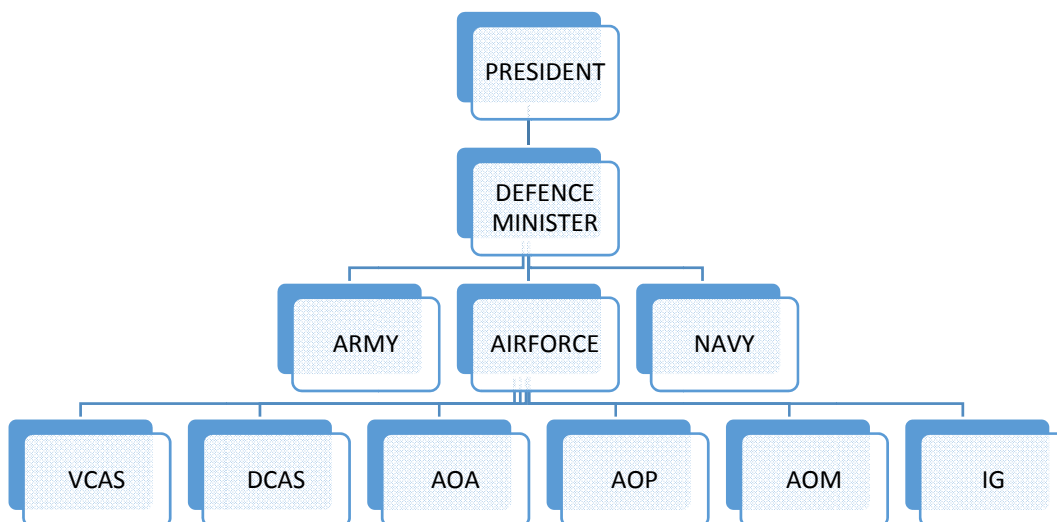 PRESIDENT
DEFENCE
MINISTER
ARMY
AIRFORCE
NAVY
VCAS
DCAS
AOA
AOP
AOM
IG